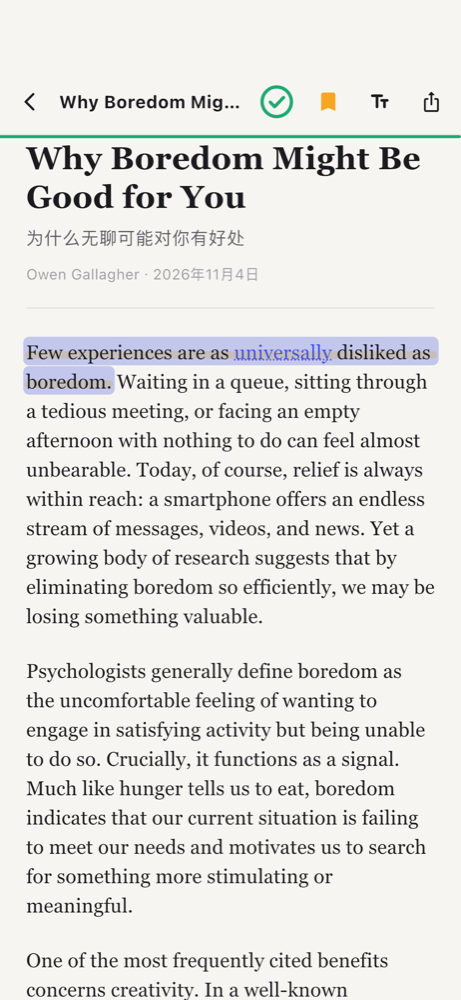 Why Boredom Mig...
Why Boredom Might Be
Good for You
为什么无聊可能对你有好处
Owen Gallagher · 2026年11月4日
Few experiences are as universally disliked as
boredom. Waiting in a queue, sitting through
a tedious meeting, or facing an empty
afternoon with nothing to do can feel almost
unbearable. Today, of course, relief is always
within reach: a smartphone offers an endless
stream of messages, videos, and news. Yet a
growing body of research suggests that by
eliminating boredom so efficiently, we may be
losing something valuable.
Psychologists generally define boredom as
the uncomfortable feeling of wanting to
engage in satisfying activity but being unable
to do so. Crucially, it functions as a signal.
Much like hunger tells us to eat, boredom
indicates that our current situation is failing
to meet our needs and motivates us to search
for something more stimulating or
meaningful.
One of the most frequently cited benefits
concerns creativity. In a well-known